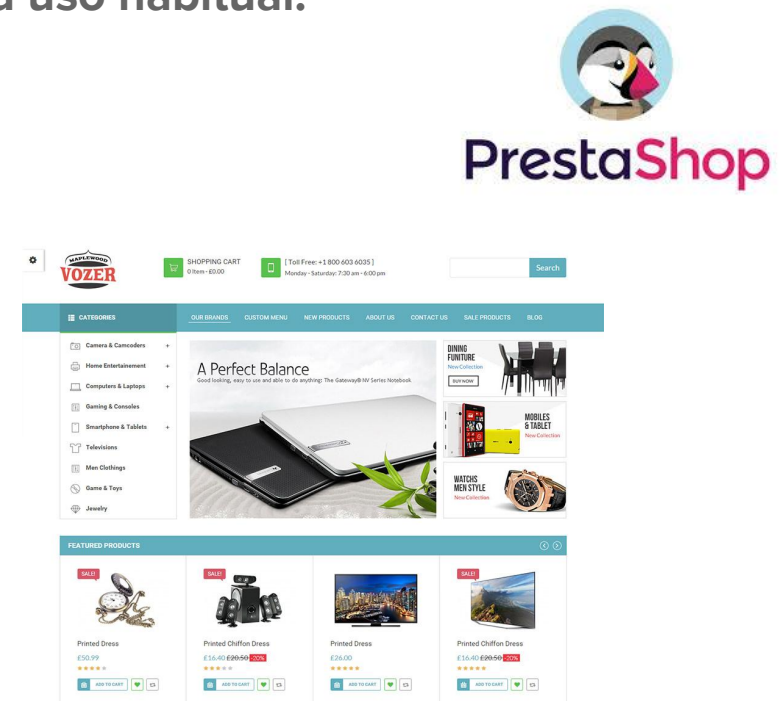 u uso habitual.
PrestaShop
MAPLEWOOD
VOZER
SHOPPING CART
0 Item - £0.00
[ Toll Free: +1 800 603 6035 ]
Monday - Saturday: 7:30 am - 6:00 pm
Search
CATEGORIES
OUR BRANDS CUSTOM MENU NEW PRODUCTS ABOUT US CONTACT US SALE PRODUCTS BLOG
Camera & Camcoders +
Home Entertainement +
Computers & Laptops +
Gaming & Consoles
Smartphone & Tablets +
Televisions
Men Clothings
Game & Toys
Jewelry
A Perfect Balance
Good looking, easy to use and able to do anything: The Gateway® NV Series Notebook.
DINING
FUNITURE
New Collection
BUY NOW
MOBILES
& TABLET
New Collection
WATCHS
MEN STYLE
New Collection
FEATURED PRODUCTS
SALE!
Printed Dress
£50.99
ADD TO CART
SALE!
Printed Chiffon Dress
£16.40 £20.50 -20%
ADD TO CART
Printed Dress
£26.00
ADD TO CART
SALE!
Printed Chiffon Dress
£16.40 £20.50 -20%
ADD TO CART